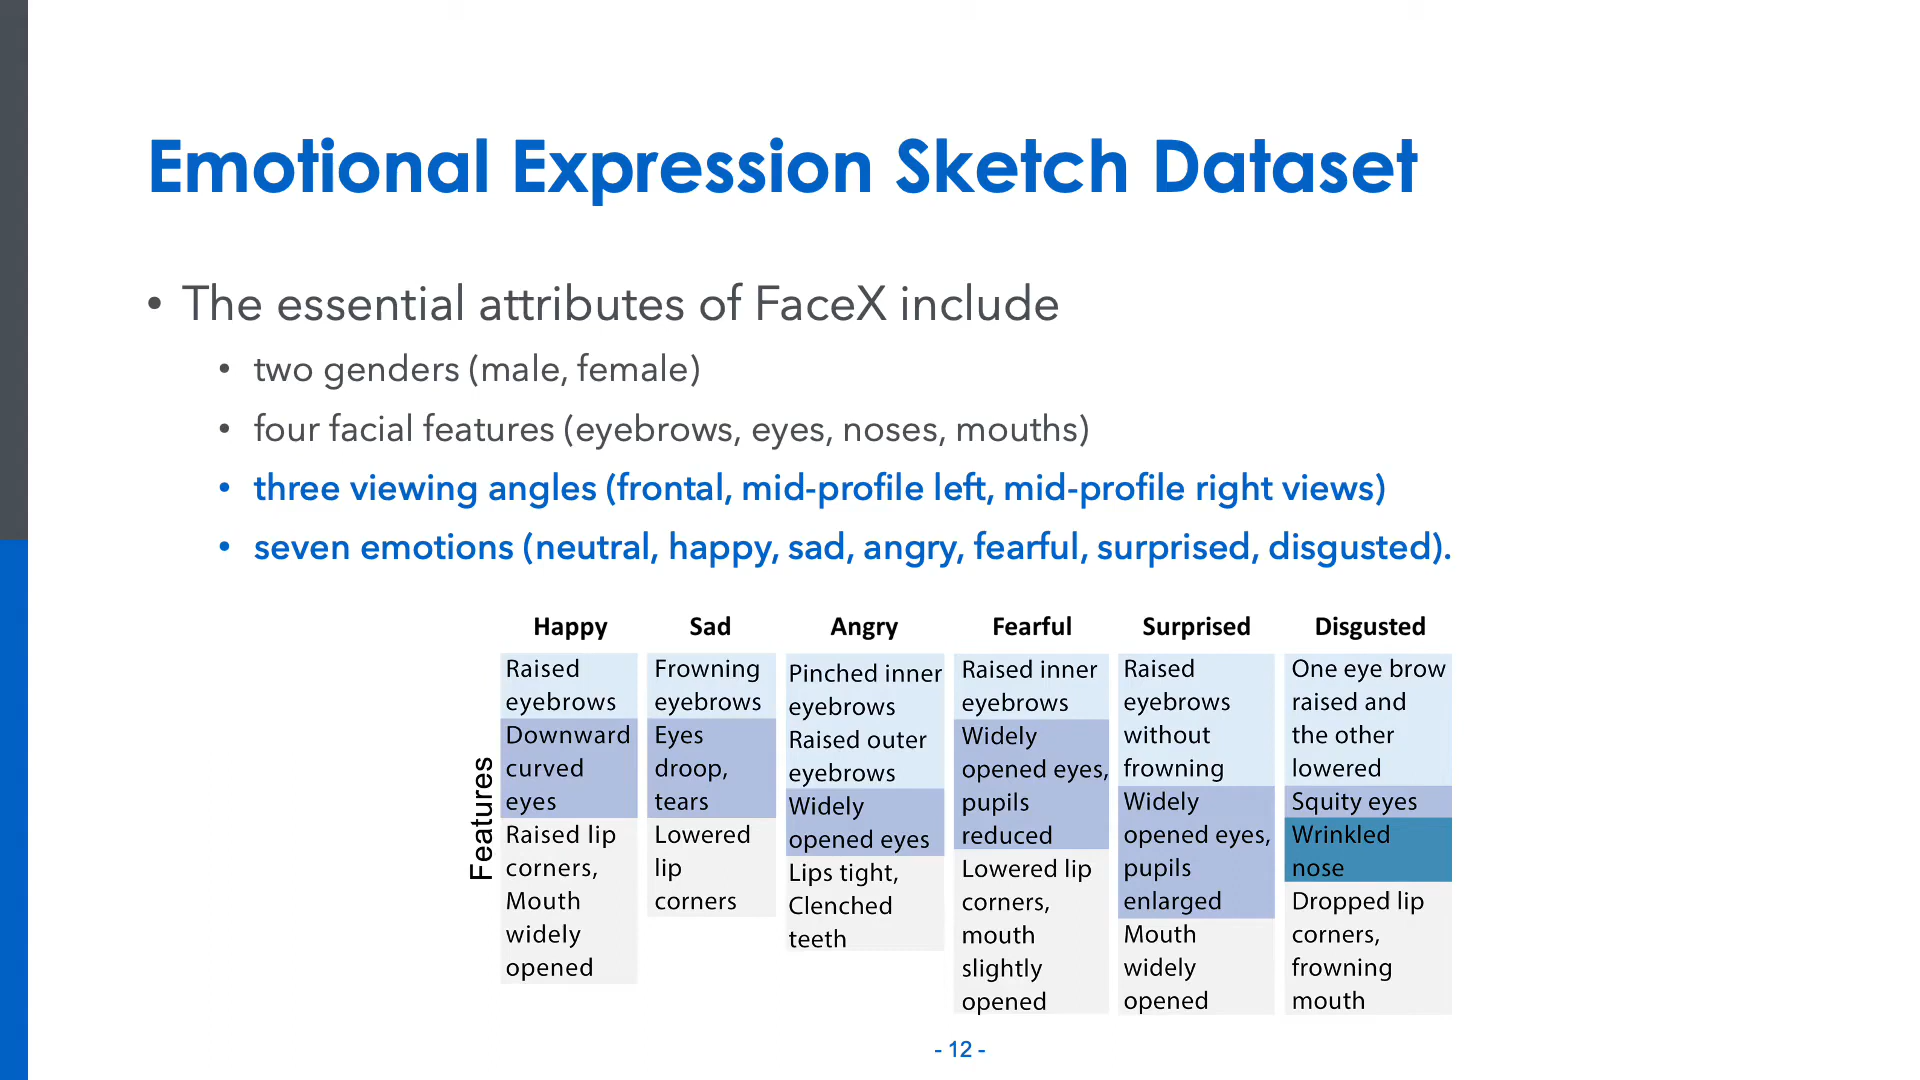 Emotional Expression Sketch Dataset
• The essential attributes of FaceX include
• two genders (male, female)
• four facial features (eyebrows, eyes, noses, mouths)
• three viewing angles (frontal, mid-profile left, mid-profile right views)
• seven emotions (neutral, happy, sad, angry, fearful, surprised, disgusted).
Features
Happy
Raised
eyebrows
Downward
curved
eyes
Raised lip
corners,
Mouth
widely
opened
Sad
Frowning
eyebrows
Eyes
droop,
tears
Lowered
lip
corners
Angry
Pinched inner
eyebrows
Raised outer
eyebrows
Widely
opened eyes
Lips tight,
Clenched
teeth
Fearful
Raised inner
eyebrows
Widely
opened eyes,
pupils
reduced
Lowered lip
corners,
mouth
slightly
opened
Surprised
Raised
eyebrows
without
frowning
Widely
opened eyes,
pupils
enlarged
Mouth
widely
opened
Disgusted
One eye brow
raised and
the other
lowered
Squity eyes
Wrinkled
nose
Dropped lip
corners,
frowning
mouth
- 12 -